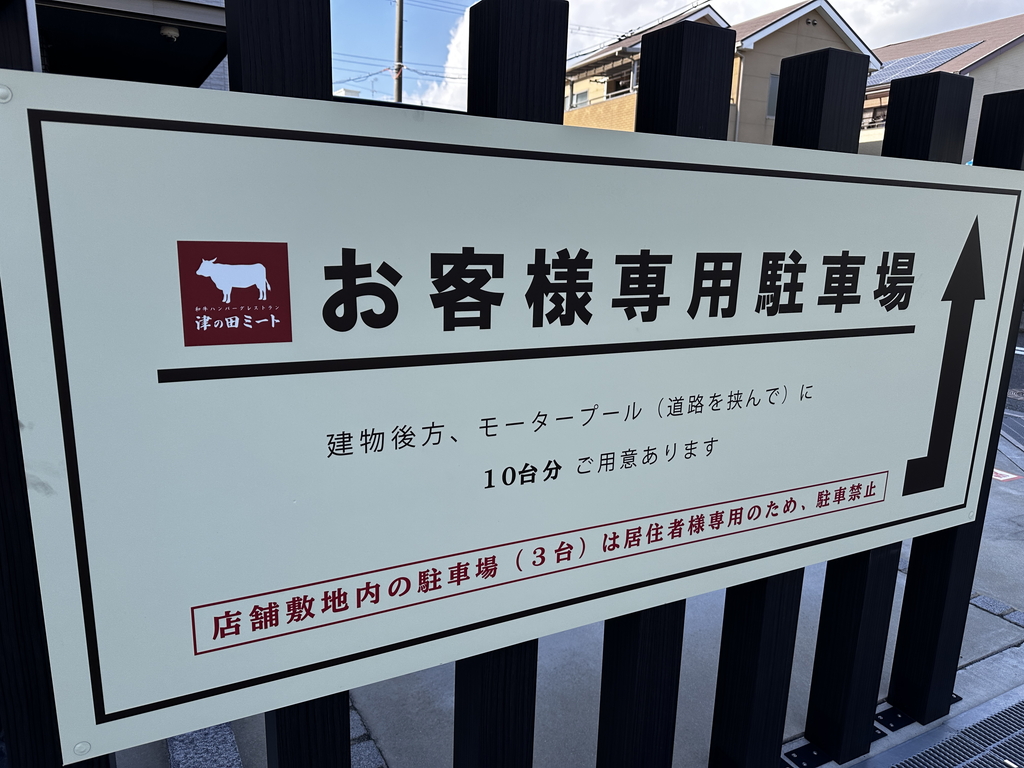 和牛ハンバーグレストラン
津の田ミート
お客様専用駐車場
建物後方、モータープール（道路を挟んで）に
10台分 ご用意あります
店舗敷地内の駐車場（3台）は居住者様専用のため、駐車禁止